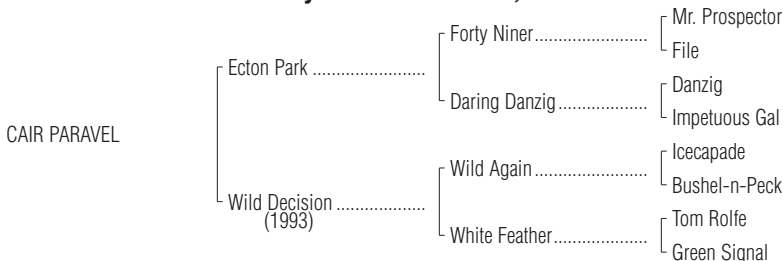 Mr. Prospector
Forty Niner
File
Ecton Park
Danzig
Daring Danzig
Impetuous Gal
CAIR PARAVEL
Icecapade
Wild Again
Bushel-n-Peck
Wild Decision
(1993)
Tom Rolfe
White Feather
Green Signal